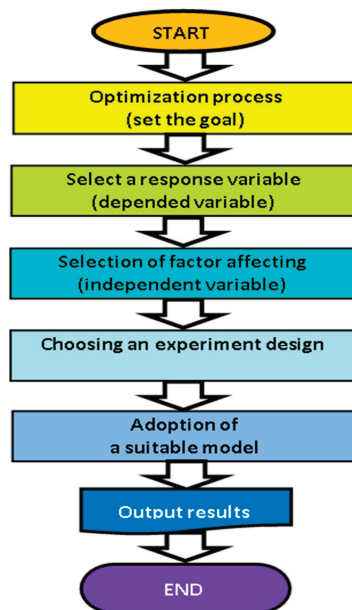 START
Optimization process
(set the goal)
Select a response variable
(depended variable)
Selection of factor affecting
(independent variable)
Choosing an experiment design
Adoption of
a suitable model
Output results
END